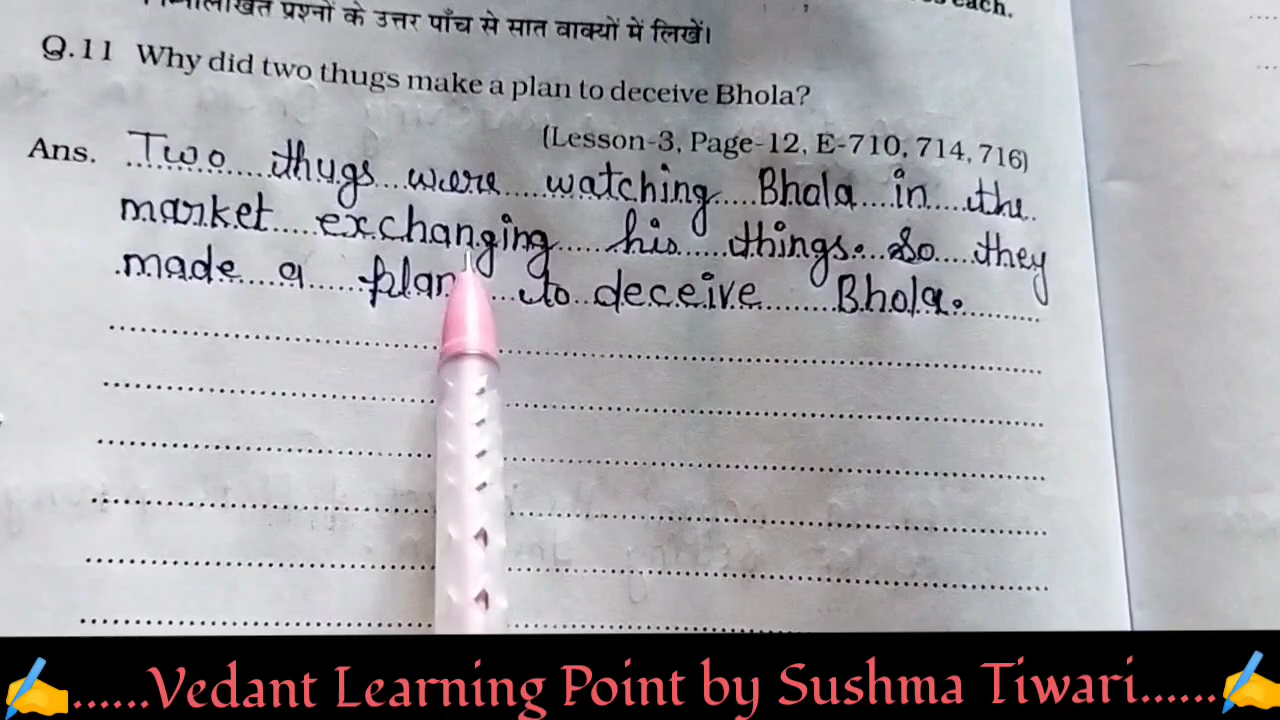 प्रश्नों के उत्तर पाँच से सात वाक्यों में लिखें।
each.
Q.11 Why did two thugs make a plan to deceive Bhola?
(Lesson-3, Page-12, E-710, 714, 716)
Ans. Two thugs were watching Bhola in the
market exchanging his things. So they
made a plan to deceive Bhola.
✍......Vedant Learning Point by Sushma Tiwari......✍